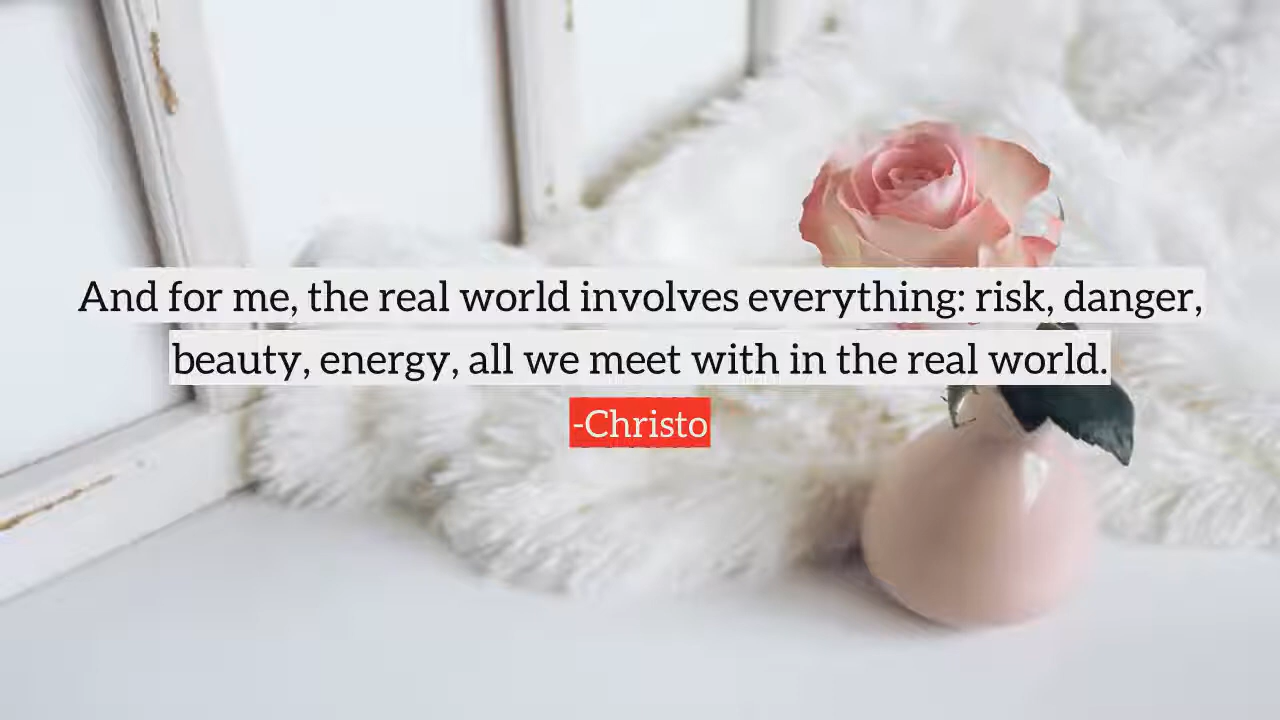 And for me, the real world involves everything: risk, danger,
beauty, energy, all we meet with in the real world.
-Christo